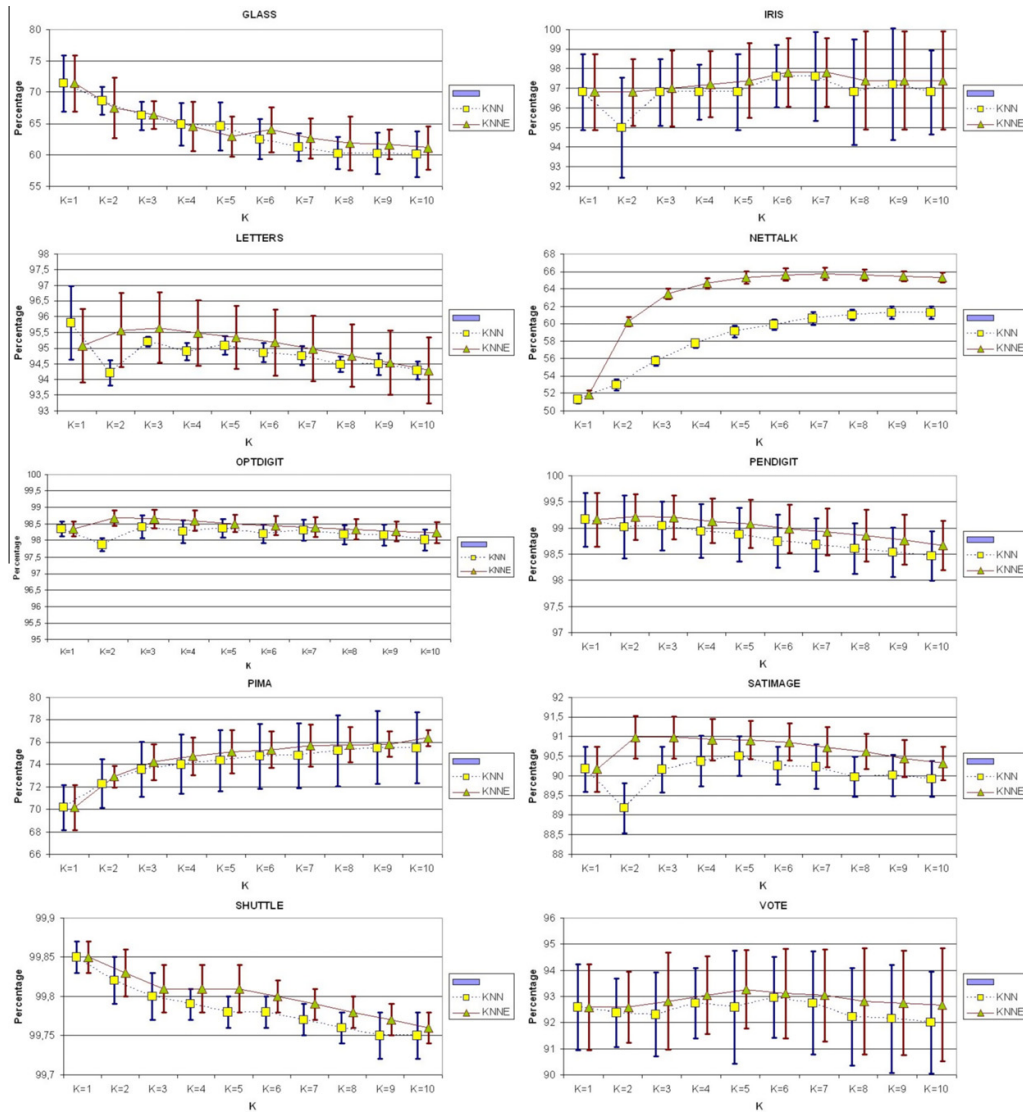 GLASS
80
75
70
65
60
55
Percentage
K=1 K=2 K=3 K=4 K=5 K=6 K=7 K=8 K=9 K=10
K
KNN
KNNE
IRIS
100
99
98
97
96
95
94
93
92
Percentage
K=1 K=2 K=3 K=4 K=5 K=6 K=7 K=8 K=9 K=10
K
KNN
KNNE
LETTERS
98
97,5
97
96,5
96
95,5
95
94,5
94
93,5
93
Percentage
K=1 K=2 K=3 K=4 K=5 K=6 K=7 K=8 K=9 K=10
K
KNN
KNNE
NETTALK
68
66
64
62
60
58
56
54
52
50
Percentage
K=1 K=2 K=3 K=4 K=5 K=6 K=7 K=8 K=9 K=10
K
KNN
KNNE
OPTDIGIT
100
99,5
99
98,5
98
97,5
97
96,5
96
95,5
95
Percentage
K=1 K=2 K=3 K=4 K=5 K=6 K=7 K=8 K=9 K=10
K
KNN
KNNE
PENDIGIT
100
99,5
99
98,5
98
97,5
97
Percentage
K=1 K=2 K=3 K=4 K=5 K=6 K=7 K=8 K=9 K=10
K
KNN
KNNE
PIMA
80
78
76
74
72
70
68
66
Percentage
K=1 K=2 K=3 K=4 K=5 K=6 K=7 K=8 K=9 K=10
K
KNN
KNNE
SATIMAGE
92
91,5
91
90,5
90
89,5
89
88,5
88
Percentage
K=1 K=2 K=3 K=4 K=5 K=6 K=7 K=8 K=9 K=10
K
KNN
KNNE
SHUTTLE
99,9
99,85
99,8
99,75
99,7
Percentage
K=1 K=2 K=3 K=4 K=5 K=6 K=7 K=8 K=9 K=10
K
KNN
KNNE
VOTE
96
95
94
93
92
91
90
Percentage
K=1 K=2 K=3 K=4 K=5 K=6 K=7 K=8 K=9 K=10
K
KNN
KNNE